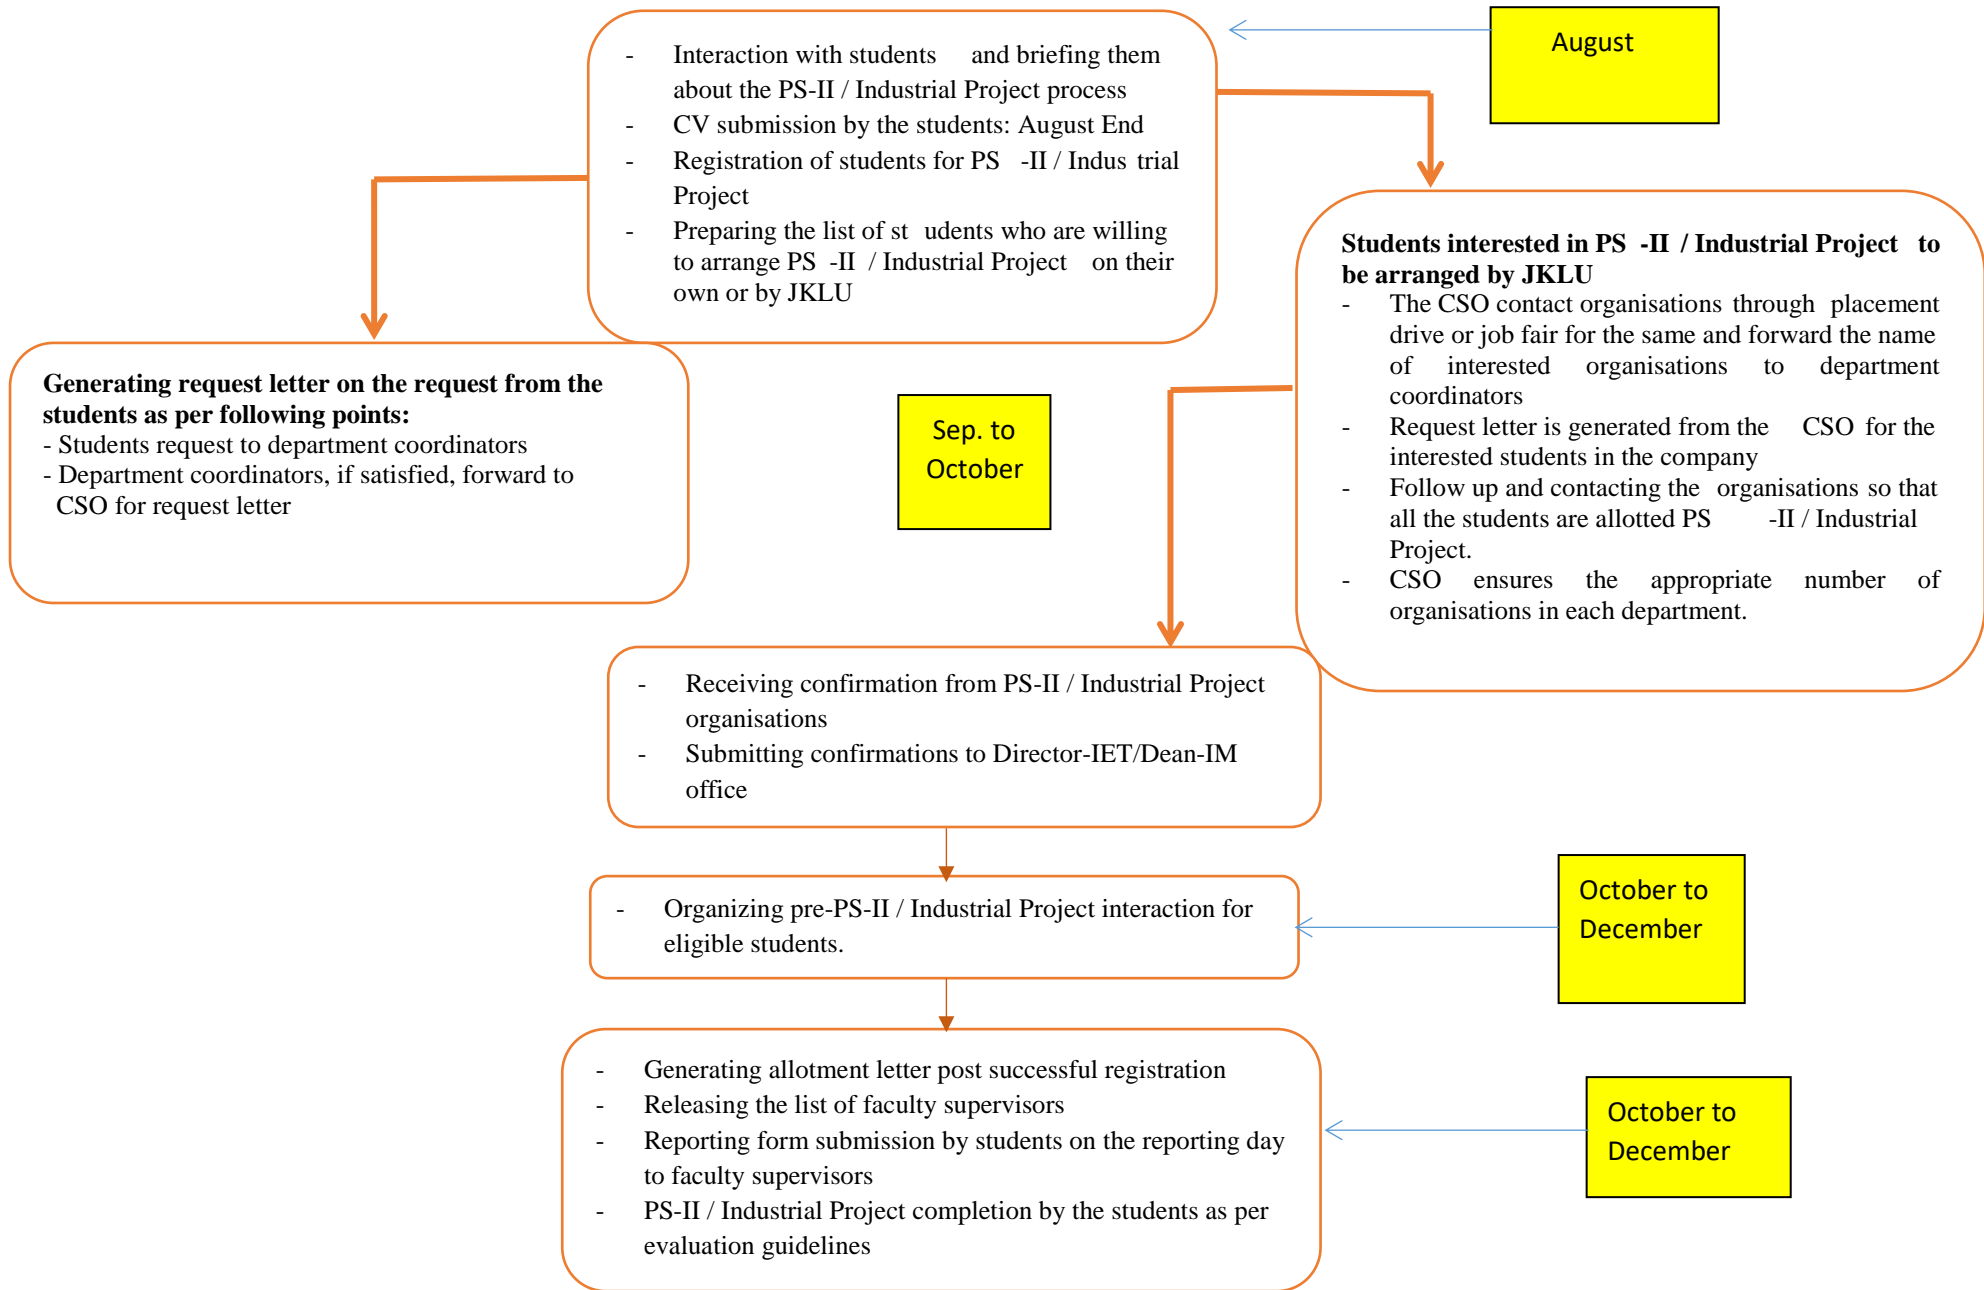 August
- Interaction with students and briefing them
about the PS-II / Industrial Project process
- CV submission by the students: August End
- Registration of students for PS -II / Indus trial
Project
- Preparing the list of st udents who are willing
to arrange PS -II / Industrial Project on their
own or by JKLU
Students interested in PS -II / Industrial Project to
be arranged by JKLU
- The CSO contact organisations through placement
drive or job fair for the same and forward the name
of interested organisations to department
coordinators
- Request letter is generated from the CSO for the
interested students in the company
- Follow up and contacting the organisations so that
all the students are allotted PS -II / Industrial
Project.
- CSO ensures the appropriate number of
organisations in each department.
Generating request letter on the request from the
students as per following points:
- Students request to department coordinators
- Department coordinators, if satisfied, forward to
CSO for request letter
Sep. to
October
- Receiving confirmation from PS-II / Industrial Project
organisations
- Submitting confirmations to Director-IET/Dean-IM
office
- Organizing pre-PS-II / Industrial Project interaction for
eligible students.
October to
December
- Generating allotment letter post successful registration
- Releasing the list of faculty supervisors
- Reporting form submission by students on the reporting day
to faculty supervisors
- PS-II / Industrial Project completion by the students as per
evaluation guidelines
October to
December